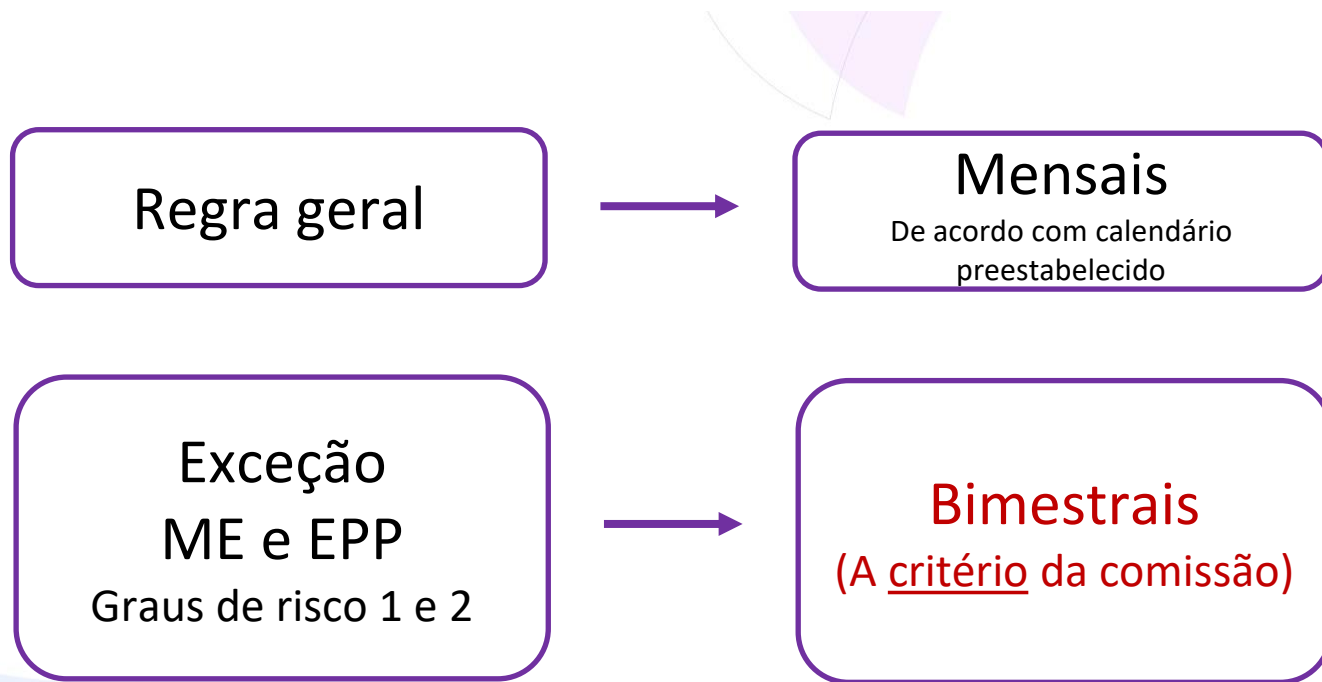 Regra geral
Mensais
De acordo com calendário
preestabelecido
Exceção
ME e EPP
Graus de risco 1 e 2
Bimestrais
(A critério da comissão)